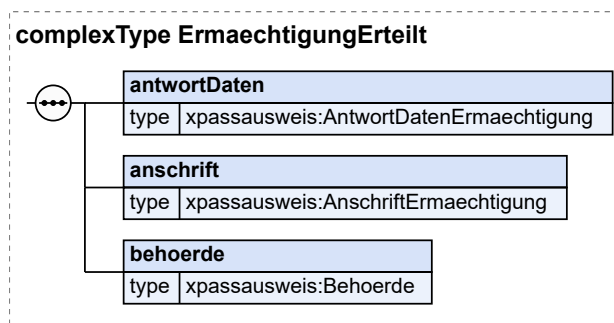 complexType ErmaechtigungErteilt
antwortDaten
type xpassausweis:AntwortDatenErmaechtigung
anschrift
type xpassausweis:AnschriftErmaechtigung
behoerde
type xpassausweis:Behoerde